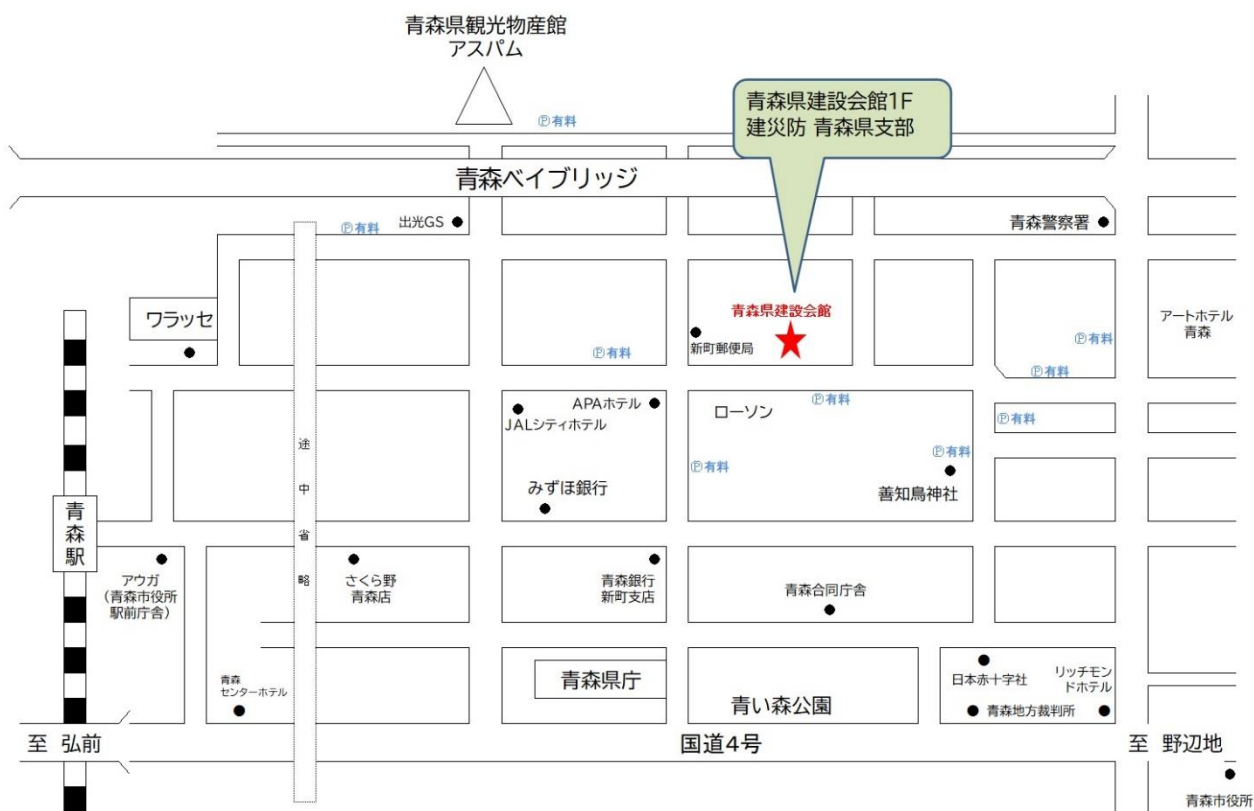 青森県観光物産館
アスパム
Ⓟ有料
青森県建設会館1F
建災防 青森県支部
青森ベイブリッジ
Ⓟ有料
出光GS
青森警察署
ワラッセ
青森県建設会館
新町郵便局
Ⓟ有料
Ⓟ有料
Ⓟ有料
アートホテル
青森
APAホテル
JALシティホテル
ローソン
Ⓟ有料
Ⓟ有料
Ⓟ有料
Ⓟ有料
善知鳥神社
みずほ銀行
途中省略
青森駅
アウガ
(青森市役所
駅前庁舎)
さくら野
青森店
青森銀行
新町支店
青森合同庁舎
青森
センターホテル
青森県庁
青い森公園
日本赤十字社
リッチモン
ドホテル
青森地方裁判所
至 弘前
国道4号
至 野辺地
青森市役所